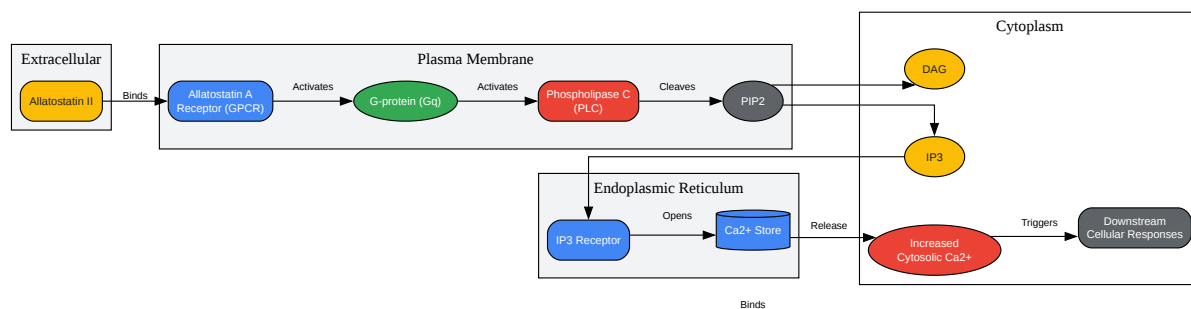 Extracellular
Allatostatin II
Binds
Plasma Membrane
Allatostatin A
Receptor (GPCR)
Activates
G-protein (Gq)
Activates
Phospholipase C
(PLC)
Cleaves
PIP2
Cytoplasm
DAG
IP3
Endoplasmic Reticulum
IP3 Receptor
Opens
Ca2+ Store
Release
Increased
Cytosolic Ca2+
Triggers
Downstream
Cellular Responses
Binds